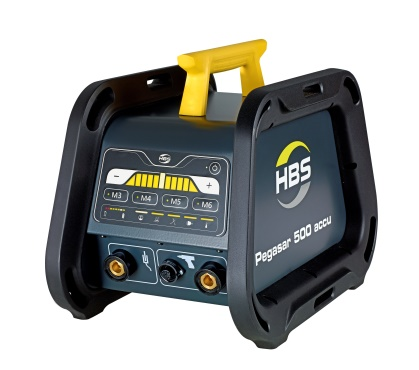 HBS
- +
M3 M4 M5 M6
HBS
Pegasar 500 accu